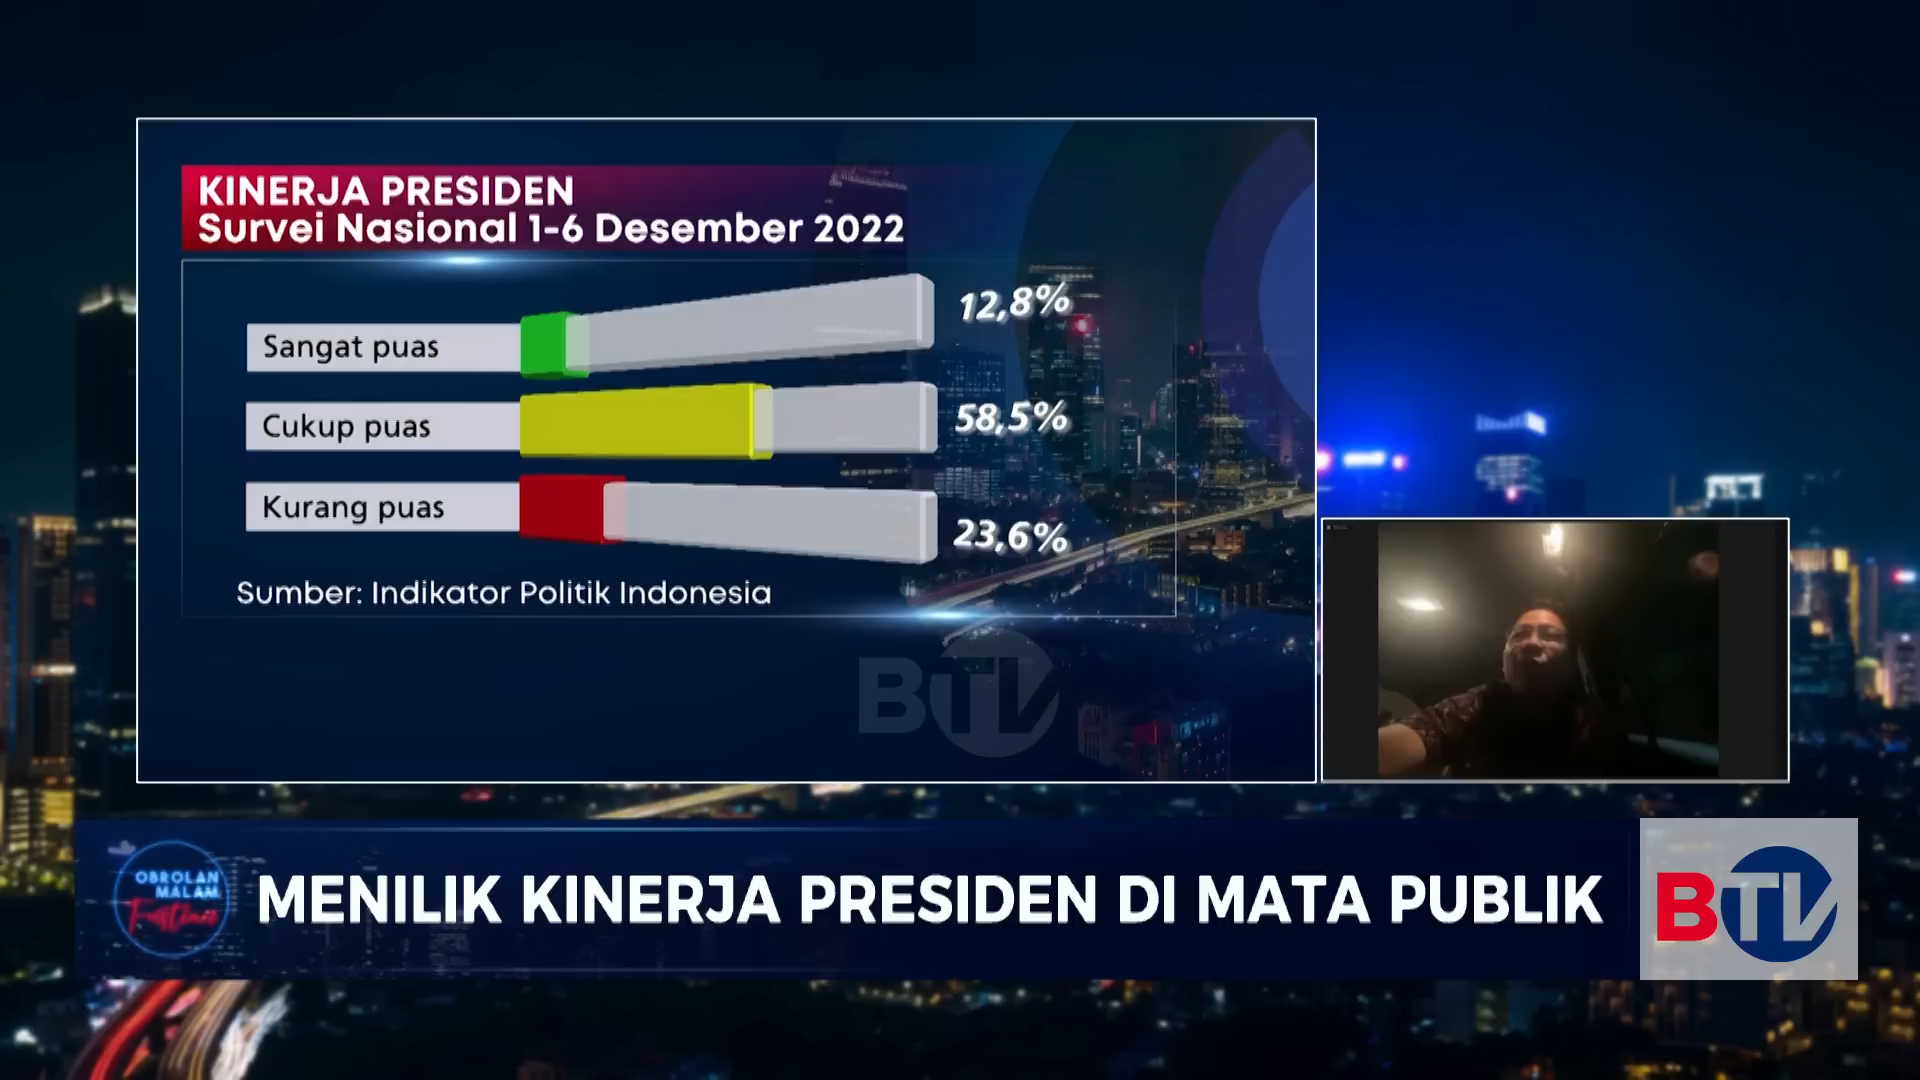 KINERJA PRESIDEN
Survei Nasional 1-6 Desember 2022
Sangat puas
12,8%
Cukup puas
58,5%
Kurang puas
23,6%
Sumber: Indikator Politik Indonesia
BTV
OBROLAN
MALAM
MENILIK KINERJA PRESIDEN DI MATA PUBLIK
BTV